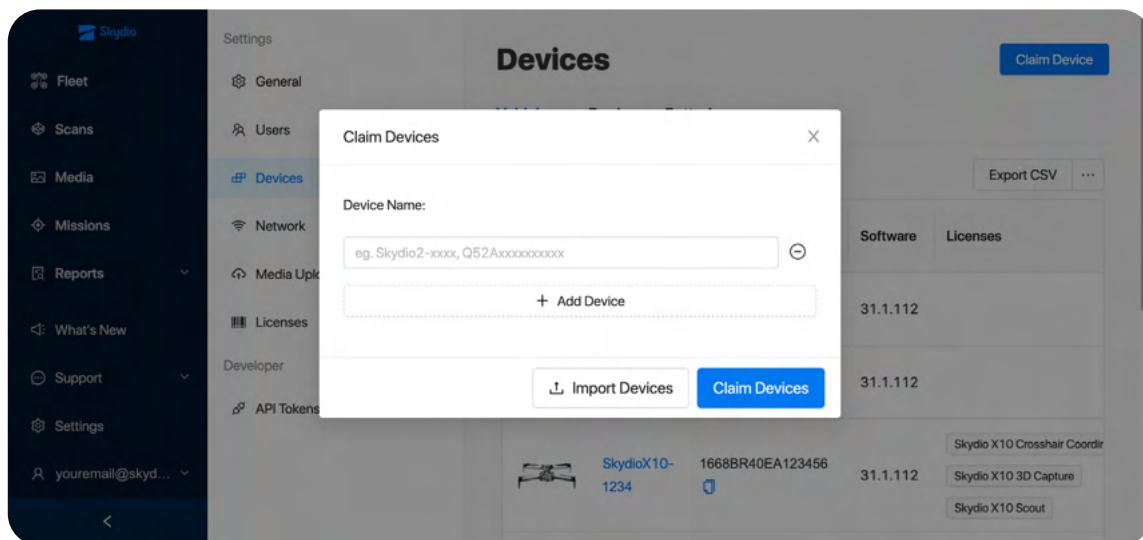 Skydio
Fleet
Scans
Media
Missions
Reports
What's New
Support
Settings
youremail@skyd...
Settings
General
Users
Devices
Network
Media Uplo
Licenses
Developer
API Tokens
Devices
Claim Device
Export CSV
Software
Licenses
31.1.112
31.1.112
SkydioX10-
1234
1668BR40EA123456
31.1.112
Skydio X10 Crosshair Coordin
Skydio X10 3D Capture
Skydio X10 Scout
Claim Devices
Device Name:
eg. Skydio2-xxxx, Q52Axxxxxxxxxx
+ Add Device
Import Devices
Claim Devices